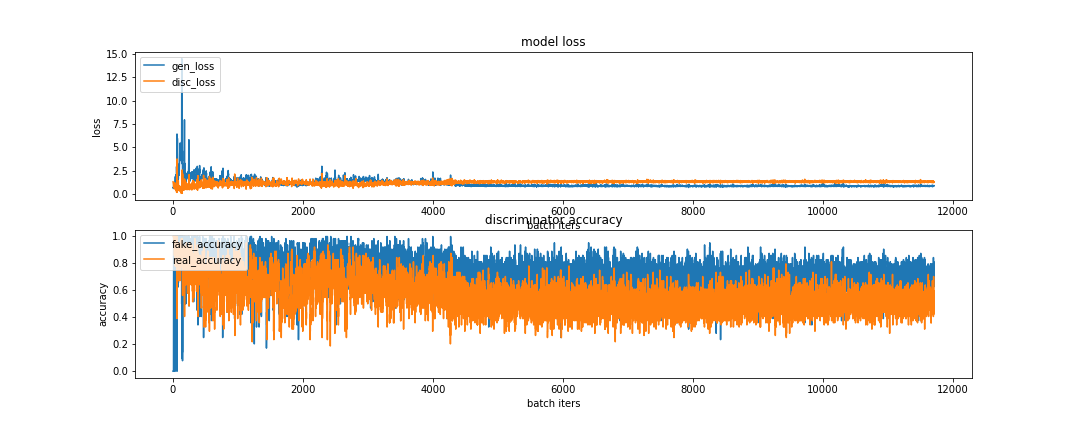 model loss
15.0
12.5
10.0
7.5
5.0
2.5
0.0
loss
gen_loss
disc_loss
0 2000 4000 6000 8000 10000 12000
batch iters
discriminator accuracy
1.0
0.8
0.6
0.4
0.2
0.0
accuracy
fake_accuracy
real_accuracy
0 2000 4000 6000 8000 10000 12000
batch iters